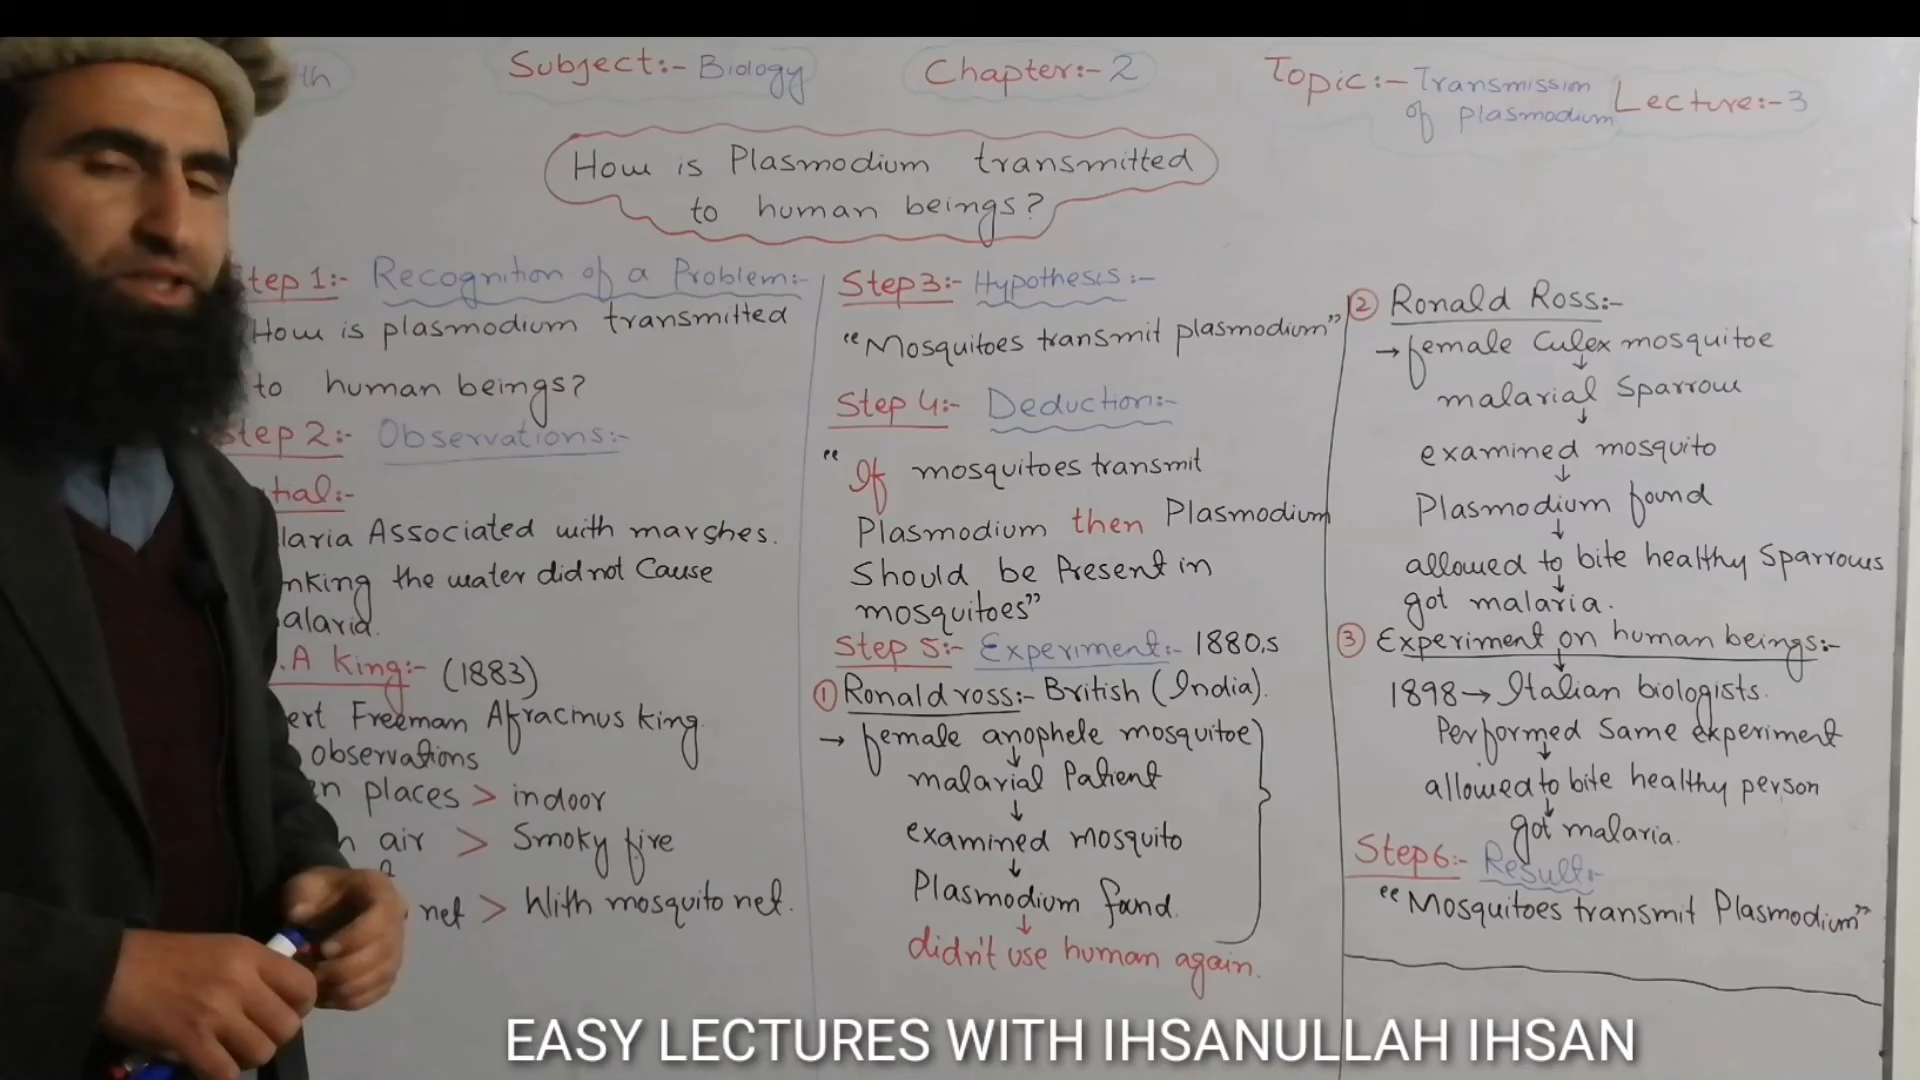 th
Subject:- Biology
Chapter:- 2
Topic:- Transmission
of plasmodium
Lecture:-3
How is Plasmodium transmitted
to human beings?
tep 1:- Recognition of a Problem:-
How is plasmodium transmitted
to human beings?
step 2:- Observations:-
tial:-
laria Associated with marshes.
nking the water did not Cause
alaria.
.A King:- (1883)
ert Freeman Afracmus king.
observations
en places > indoor
air > Smoky fire
net > With mosquito net.
Step3:- Hypothesis:-
"Mosquitoes transmit plasmodium"
Step 4:- Deduction:-
"If mosquitoes transmit
Plasmodium then Plasmodium
Should be Present in
mosquitoes"
Step 5:- Experiment:- 1880,s
① Ronald ross:- British (India).
→ female anophele mosquitoe
↓
malarial Patient
↓
examined mosquito
↓
Plasmodium found.
↓
didn't use human again.
② Ronald Ross:-
→ female Culex mosquitoe
↓
malarial Sparrow
↓
examined mosquito
↓
Plasmodium found
↓
allowed to bite healthy Sparrows
↓
got malaria.
③ Experiment on human beings:-
↓
1898→ Italian biologists.
Performed Same experiment
↓
allowed to bite healthy person
↓
got malaria.
Step6:- Result:-
"Mosquitoes transmit Plasmodium"
EASY LECTURES WITH IHSANULLAH IHSAN